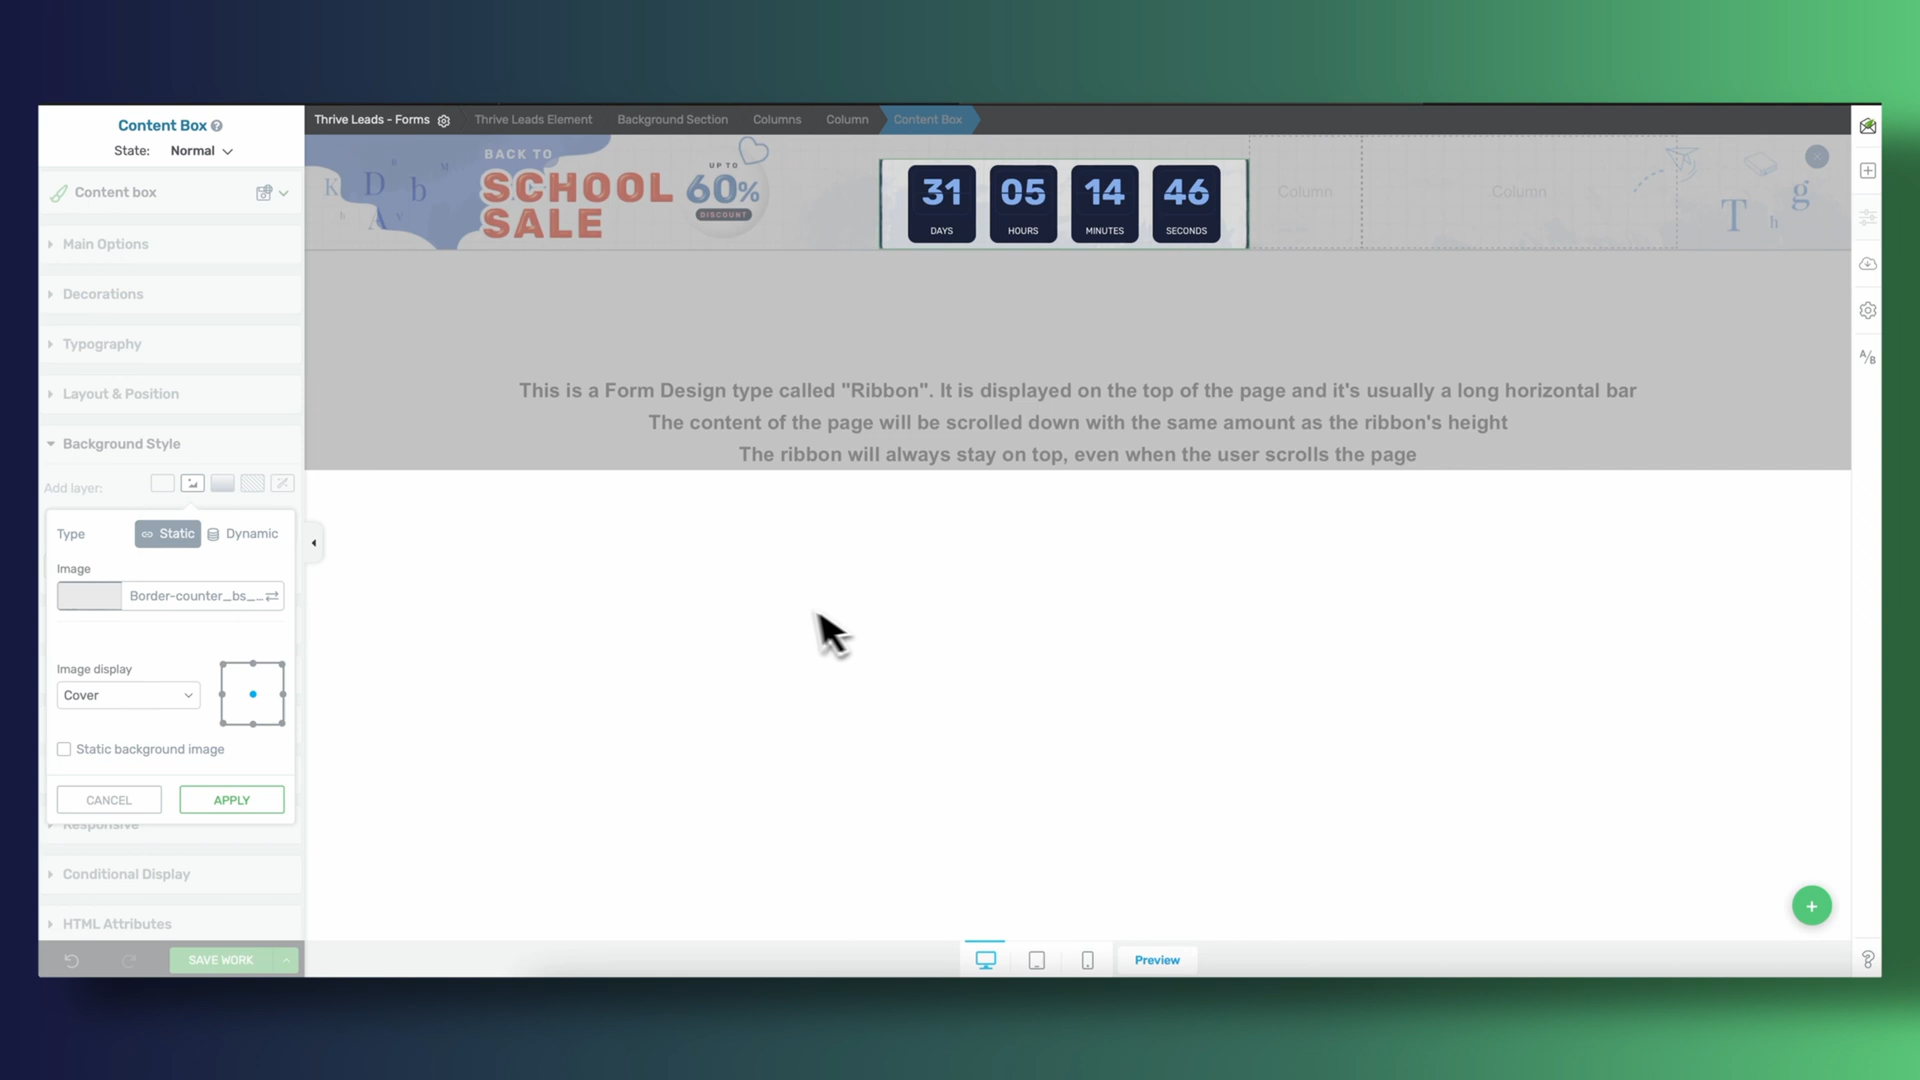 Content Box
State: Normal
Content box
Main Options
Decorations
Typography
Layout & Position
Background Style
Add layer:
Type Static Dynamic
Image
Border-counter_bs_...
Image display
Cover
Static background image
CANCEL APPLY
Responsive
Conditional Display
HTML Attributes
SAVE WORK
Thrive Leads - Forms Thrive Leads Element Background Section Columns Column Content Box
K D b M
h A
BACK TO
SCHOOL
SALE
UP TO
60%
DISCOUNT
31 05 14 46
DAYS HOURS MINUTES SECONDS
Column Column
T h g
This is a Form Design type called "Ribbon". It is displayed on the top of the page and it's usually a long horizontal bar
The content of the page will be scrolled down with the same amount as the ribbon's height
The ribbon will always stay on top, even when the user scrolls the page
Preview
A/B